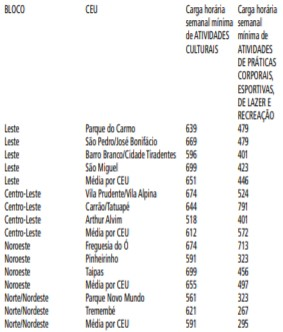 BLOCO CEU Carga horária Carga horária
semanal mínima semanal
de ATIVIDADES mínima de
CULTURAIS ATIVIDADES
DE PRÁTICAS
CORPORAIS,
ESPORTIVAS,
DE LAZER E
RECREAÇÃO
Leste Parque do Carmo 639 479
Leste São Pedro/José Bonifácio 669 479
Leste Barro Branco/Cidade Tiradentes 596 401
Leste São Miguel 699 423
Leste Média por CEU 651 446
Centro-Leste Vila Prudente/Vila Alpina 674 524
Centro-Leste Carrão/Tatuapé 644 791
Centro-Leste Arthur Alvim 518 401
Centro-Leste Média por CEU 612 572
Noroeste Freguesia do Ó 674 713
Noroeste Pinheirinho 591 323
Noroeste Taipas 699 456
Noroeste Média por CEU 655 497
Norte/Nordeste Parque Novo Mundo 561 323
Norte/Nordeste Tremembé 621 267
Norte/Nordeste Média por CEU 591 295